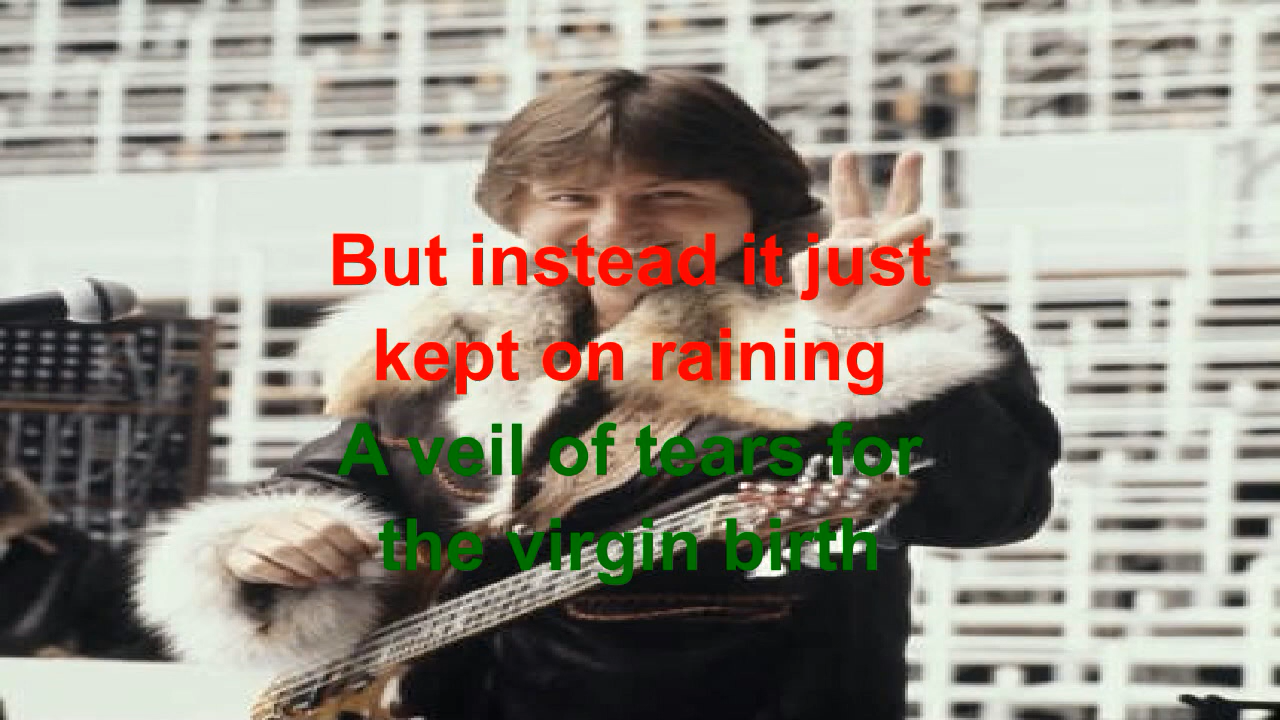 But instead it just
kept on raining
A veil of tears for
the virgin birth